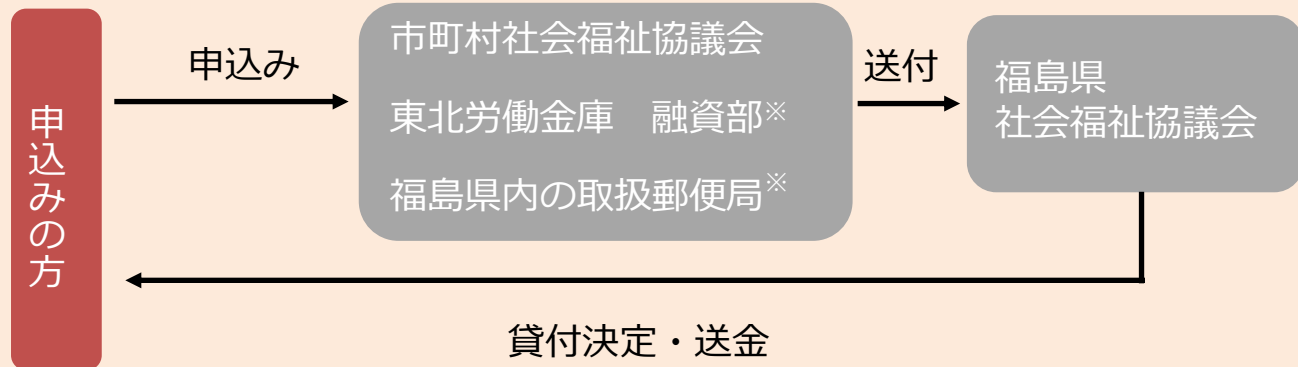 申込みの方
申込み
市町村社会福祉協議会
東北労働金庫　融資部※
福島県内の取扱郵便局※
送付
福島県
社会福祉協議会
貸付決定・送金